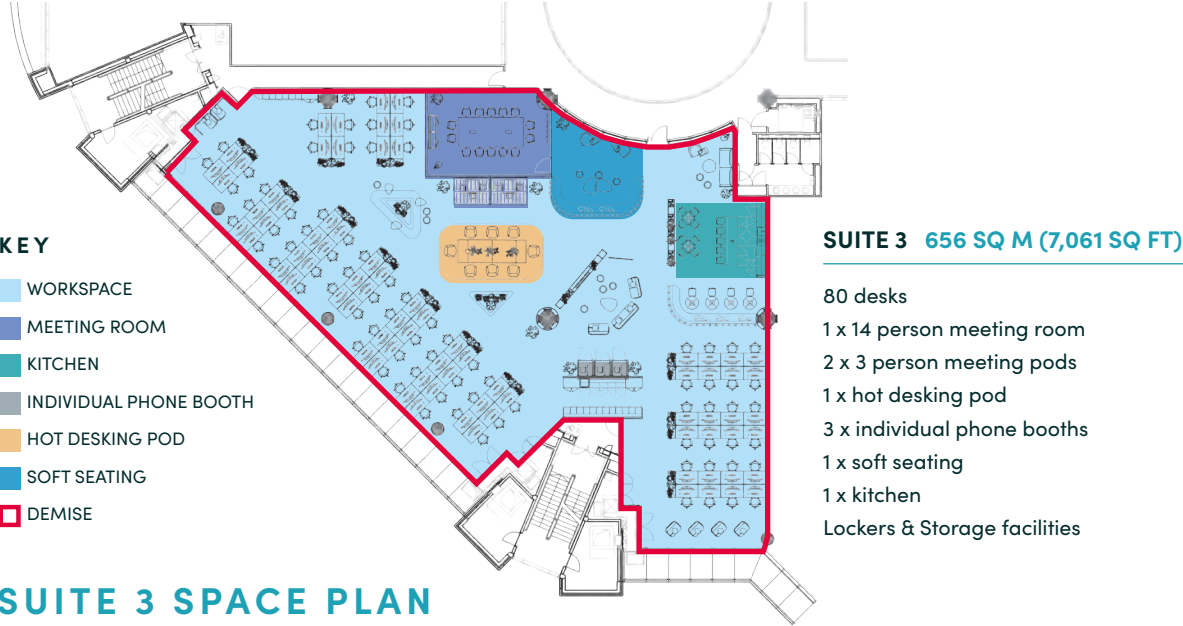 KEY
WORKSPACE
MEETING ROOM
KITCHEN
INDIVIDUAL PHONE BOOTH
HOT DESKING POD
SOFT SEATING
DEMISE
SUITE 3 SPACE PLAN
SUITE 3 656 SQ M (7,061 SQ FT)
80 desks
1 x 14 person meeting room
2 x 3 person meeting pods
1 x hot desking pod
3 x individual phone booths
1 x soft seating
1 x kitchen
Lockers & Storage facilities